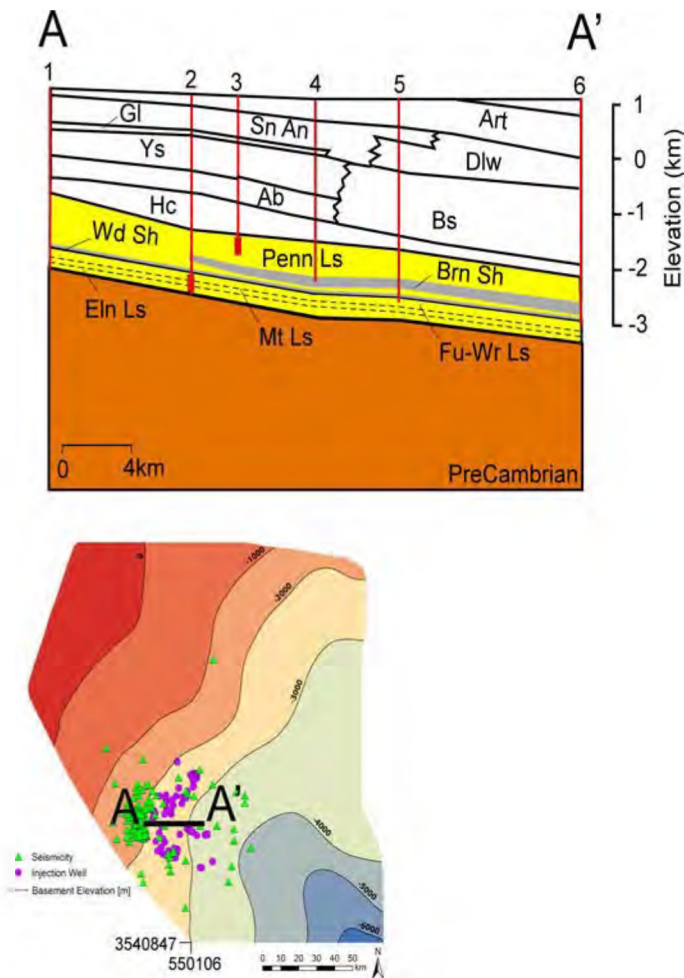 A A'
1 2 3 4 5 6
Gl
Sn An
Art
Ys
Dlw
Ab
Hc
Bs
Wd Sh
Penn Ls
Brn Sh
Eln Ls
Mt Ls
Fu-Wr Ls
0 4km
PreCambrian
1
0
-1
-2
-3
Elevation (km)
0
-1000
-2000
-3000
A A'
-4000
-5000
-6000
Seismicity
Injection Well
Basement Elevation [m]
3540847
550106
0 10 20 30 40 50
km
N